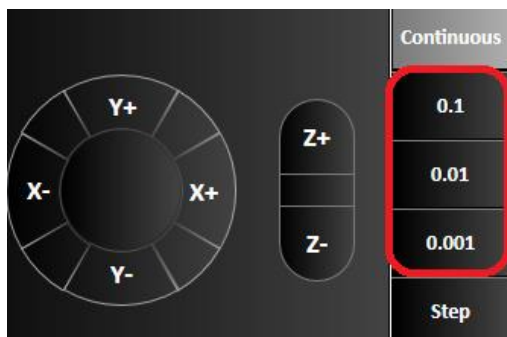 Continuous
Y+
0.1
Z+
0.01
X-
X+
0.001
Z-
Y-
Step